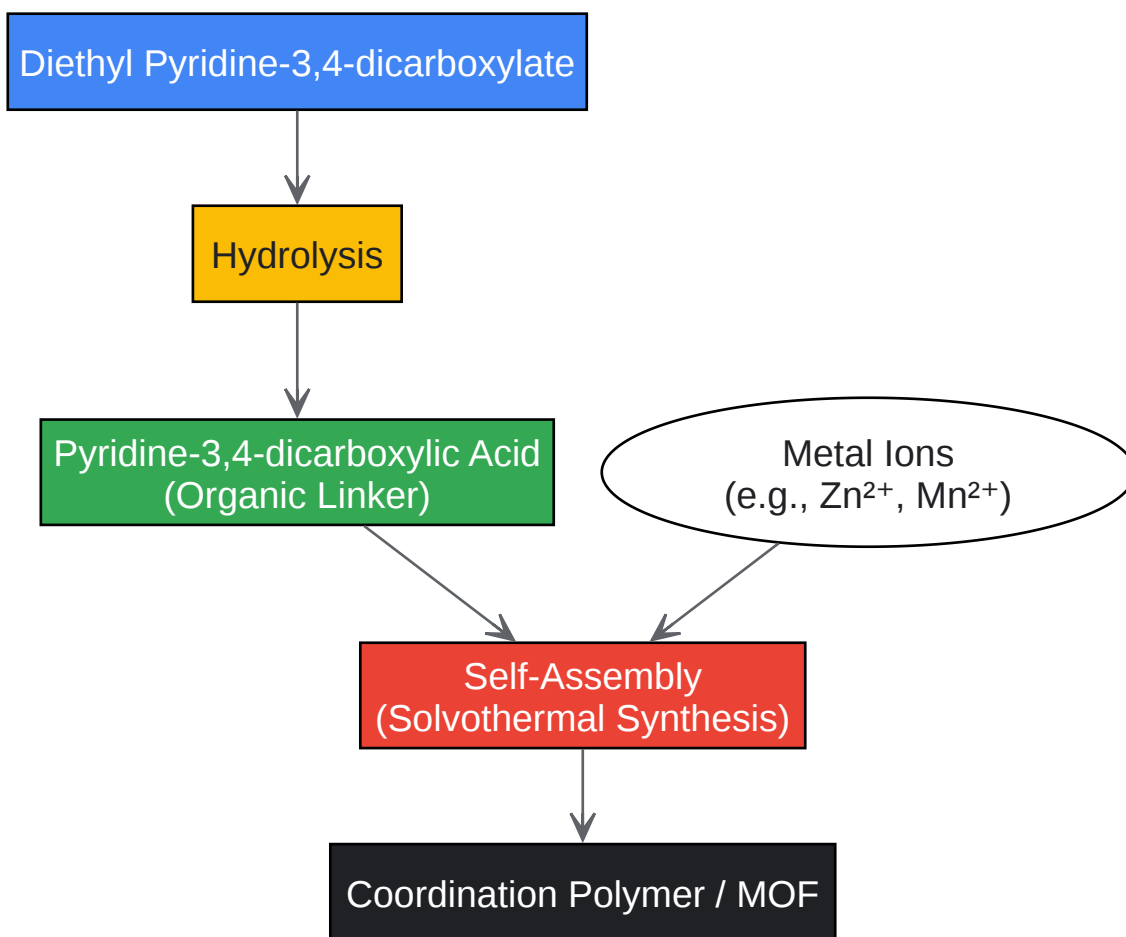 Diethyl Pyridine-3,4-dicarboxylate
Hydrolysis
Pyridine-3,4-dicarboxylic Acid
(Organic Linker)
Metal Ions
(e.g., Zn²⁺, Mn²⁺)
Self-Assembly
(Solvothermal Synthesis)
Coordination Polymer / MOF